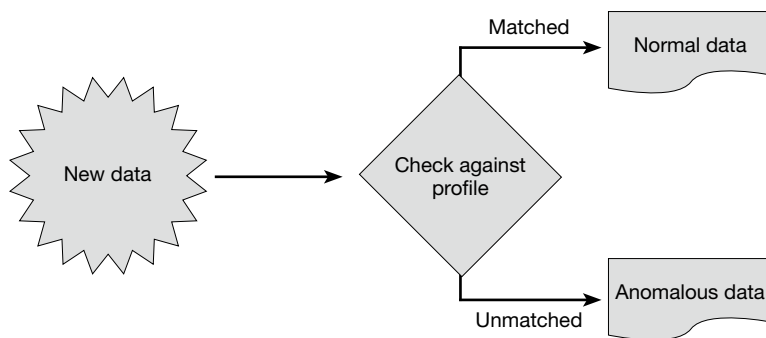 Matched
Normal data
New data
Check against
profile
Anomalous data
Unmatched